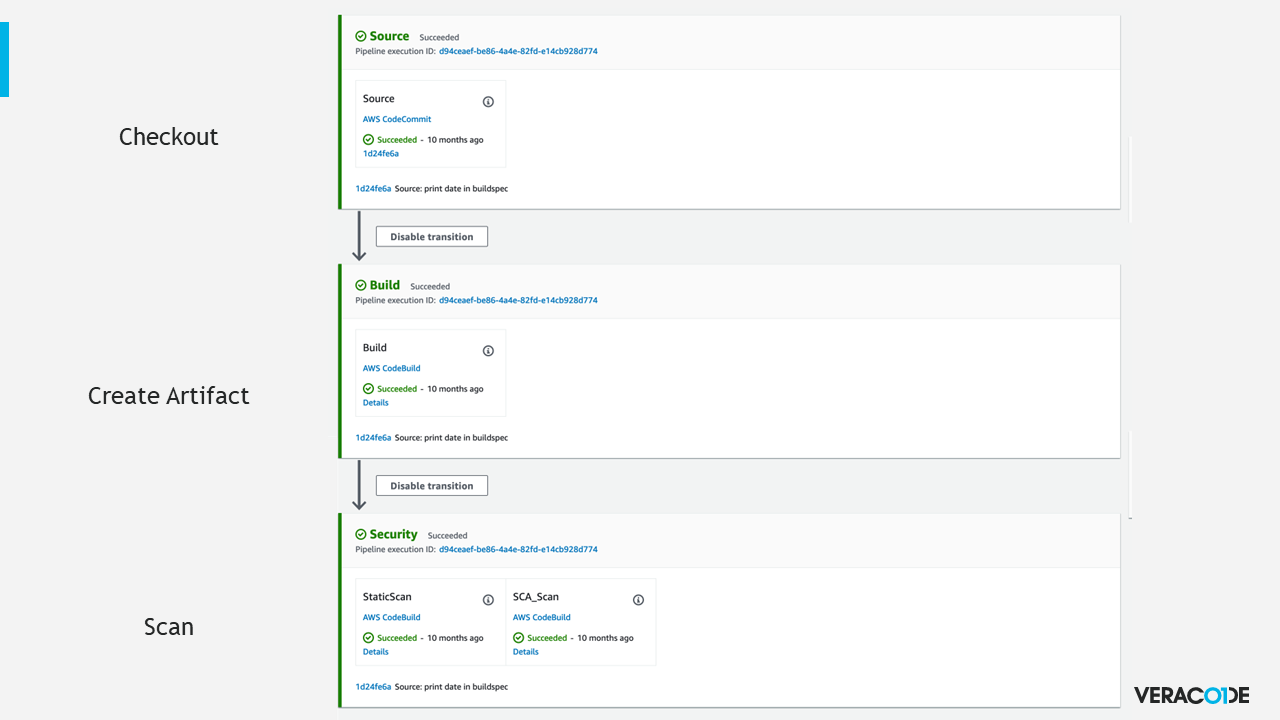 Checkout
Source Succeeded
Pipeline execution ID: d94ceaef-be86-4a4e-82fd-e14cb928d774
Source
AWS CodeCommit
Succeeded - 10 months ago
1d24fe6a
1d24fe6a Source: print date in buildspec
Disable transition
Create Artifact
Build Succeeded
Pipeline execution ID: d94ceaef-be86-4a4e-82fd-e14cb928d774
Build
AWS CodeBuild
Succeeded - 10 months ago
Details
1d24fe6a Source: print date in buildspec
Disable transition
Scan
Security Succeeded
Pipeline execution ID: d94ceaef-be86-4a4e-82fd-e14cb928d774
StaticScan
AWS CodeBuild
Succeeded - 10 months ago
Details
SCA_Scan
AWS CodeBuild
Succeeded - 10 months ago
Details
1d24fe6a Source: print date in buildspec
VERACODE